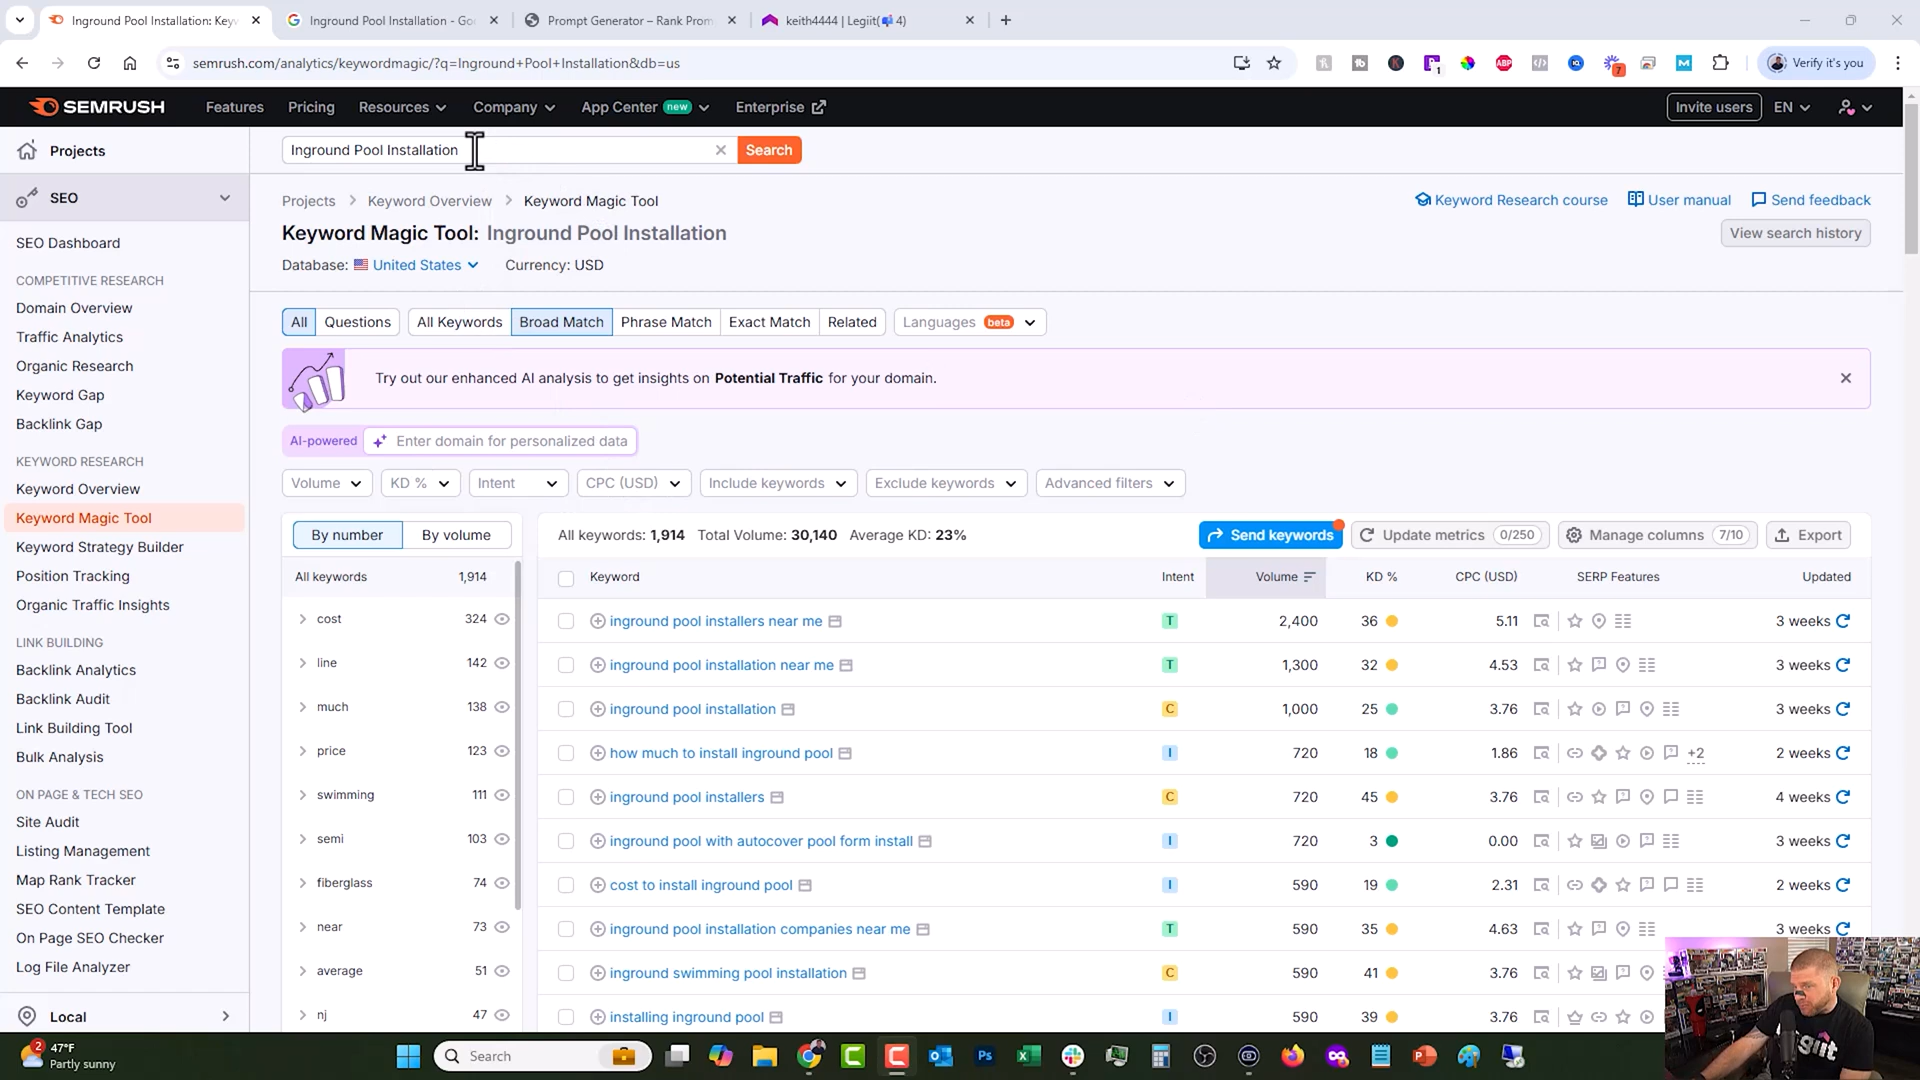 Inground Pool Installation: Keyw
Inground Pool Installation - Goo
Prompt Generator – Rank Prom
keith4444 | Legiit(📫4)
semrush.com/analytics/keywordmagic/?q=Inground+Pool+Installation&db=us
1
ABP
7
Verify it's you
SEMRUSH
Features
Pricing
Resources
Company
App Center new
Enterprise
Invite users
EN
Projects
Inground Pool Installation
Search
SEO
Projects > Keyword Overview > Keyword Magic Tool
Keyword Research course
User manual
Send feedback
Keyword Magic Tool: Inground Pool Installation
View search history
Database: United States
Currency: USD
SEO Dashboard
COMPETITIVE RESEARCH
Domain Overview
Traffic Analytics
Organic Research
Keyword Gap
Backlink Gap
KEYWORD RESEARCH
Keyword Overview
Keyword Magic Tool
Keyword Strategy Builder
Position Tracking
Organic Traffic Insights
LINK BUILDING
Backlink Analytics
Backlink Audit
Link Building Tool
Bulk Analysis
ON PAGE & TECH SEO
Site Audit
Listing Management
Map Rank Tracker
SEO Content Template
On Page SEO Checker
Log File Analyzer
Local
All Questions All Keywords Broad Match Phrase Match Exact Match Related Languages beta
Try out our enhanced AI analysis to get insights on Potential Traffic for your domain.
AI-powered Enter domain for personalized data
Volume KD % Intent CPC (USD) Include keywords Exclude keywords Advanced filters
By number By volume
All keywords 1,914
cost 324
line 142
much 138
price 123
swimming 111
semi 103
fiberglass 74
near 73
average 51
nj 47
All keywords: 1,914 Total Volume: 30,140 Average KD: 23%
Send keywords
Update metrics 0/250
Manage columns 7/10
Export
Keyword Intent Volume KD % CPC (USD) SERP Features Updated
inground pool installers near me T 2,400 36 5.11 3 weeks
inground pool installation near me T 1,300 32 4.53 3 weeks
inground pool installation C 1,000 25 3.76 3 weeks
how much to install inground pool I 720 18 1.86 +2 2 weeks
inground pool installers C 720 45 3.76 4 weeks
inground pool with autocover pool form install I 720 3 0.00 3 weeks
cost to install inground pool I 590 19 2.31 2 weeks
inground pool installation companies near me T 590 35 4.63 3 weeks
inground swimming pool installation C 590 41 3.76
installing inground pool I 590 39 3.76
2
47°F
Partly sunny
Search
Ps